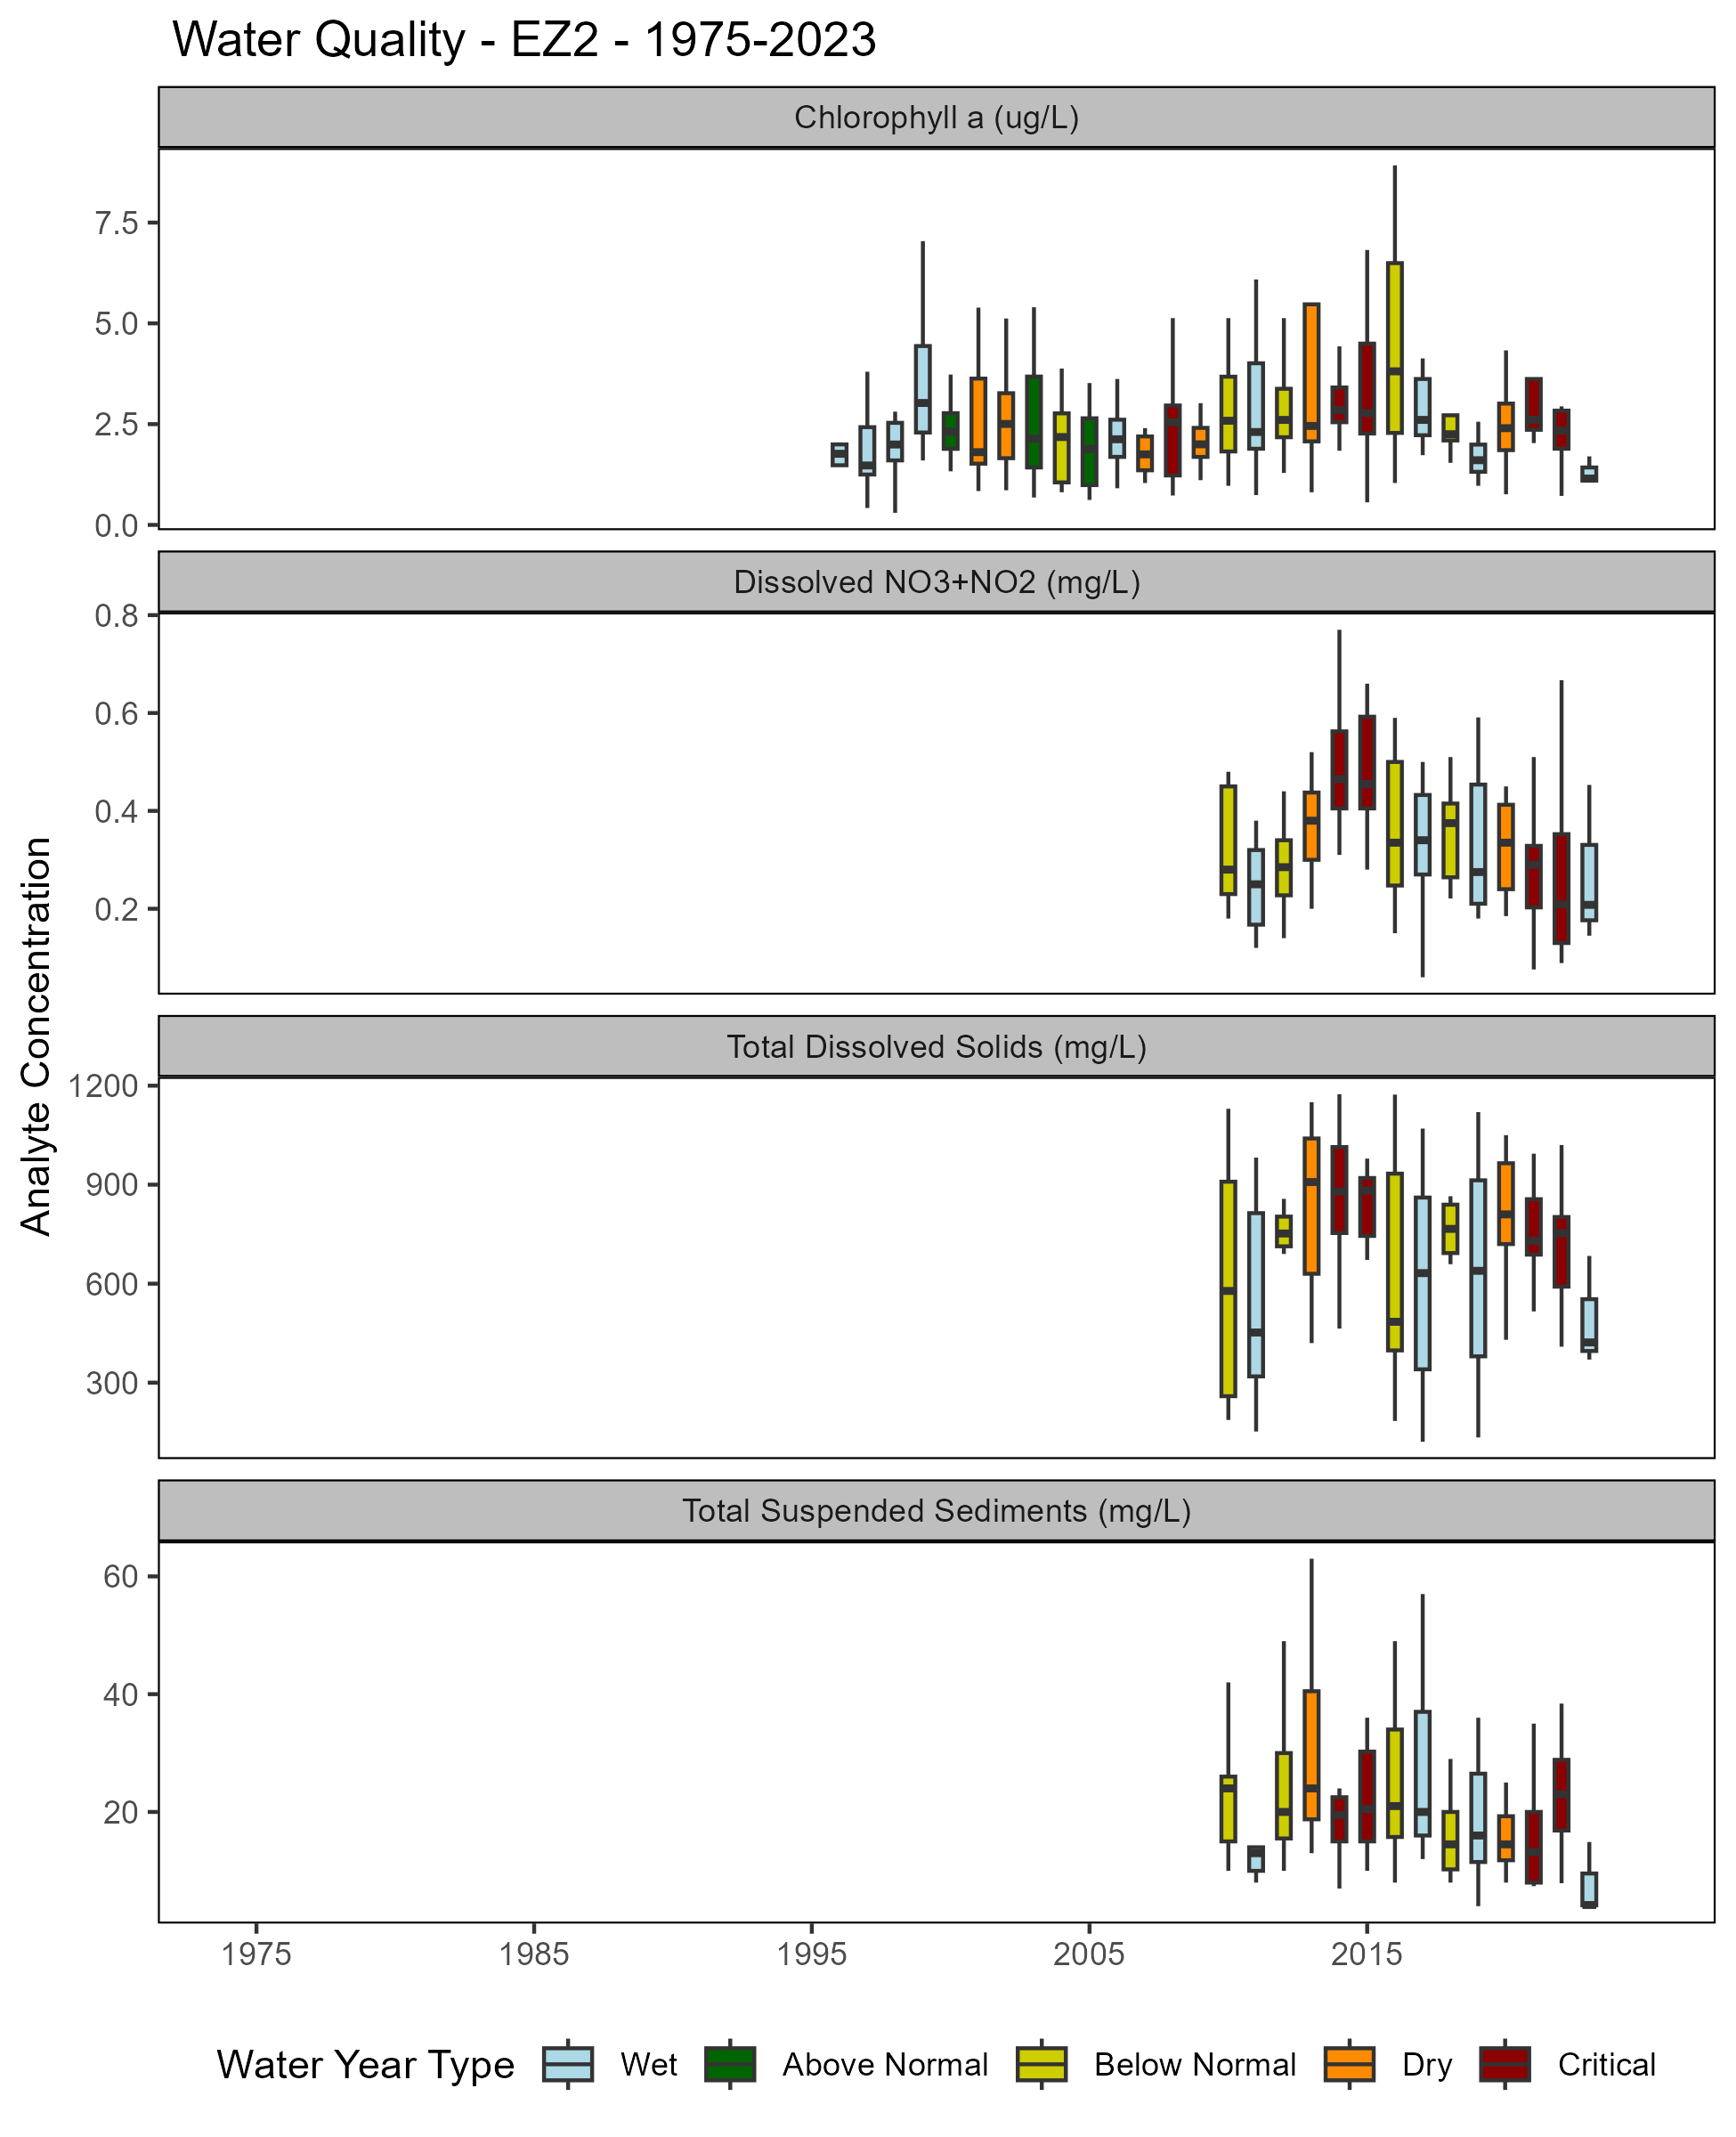 Water Quality - EZ2 - 1975-2023
Chlorophyll a (ug/L)
7.5
5.0
2.5
0.0
Dissolved NO3+NO2 (mg/L)
0.8
0.6
0.4
0.2
Total Dissolved Solids (mg/L)
1200
900
600
300
Total Suspended Sediments (mg/L)
60
40
20
Analyte Concentration
1975 1985 1995 2005 2015
Water Year Type Wet Above Normal Below Normal Dry Critical